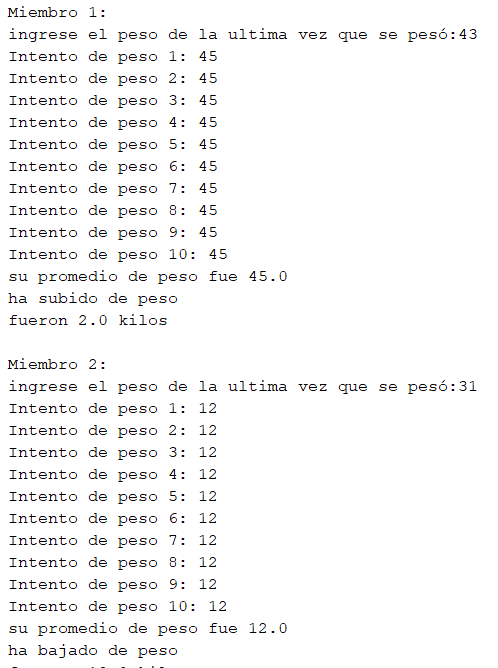 Miembro 1:
ingrese el peso de la ultima vez que se pesó:43
Intento de peso 1: 45
Intento de peso 2: 45
Intento de peso 3: 45
Intento de peso 4: 45
Intento de peso 5: 45
Intento de peso 6: 45
Intento de peso 7: 45
Intento de peso 8: 45
Intento de peso 9: 45
Intento de peso 10: 45
su promedio de peso fue 45.0
ha subido de peso
fueron 2.0 kilos
Miembro 2:
ingrese el peso de la ultima vez que se pesó:31
Intento de peso 1: 12
Intento de peso 2: 12
Intento de peso 3: 12
Intento de peso 4: 12
Intento de peso 5: 12
Intento de peso 6: 12
Intento de peso 7: 12
Intento de peso 8: 12
Intento de peso 9: 12
Intento de peso 10: 12
su promedio de peso fue 12.0
ha bajado de peso